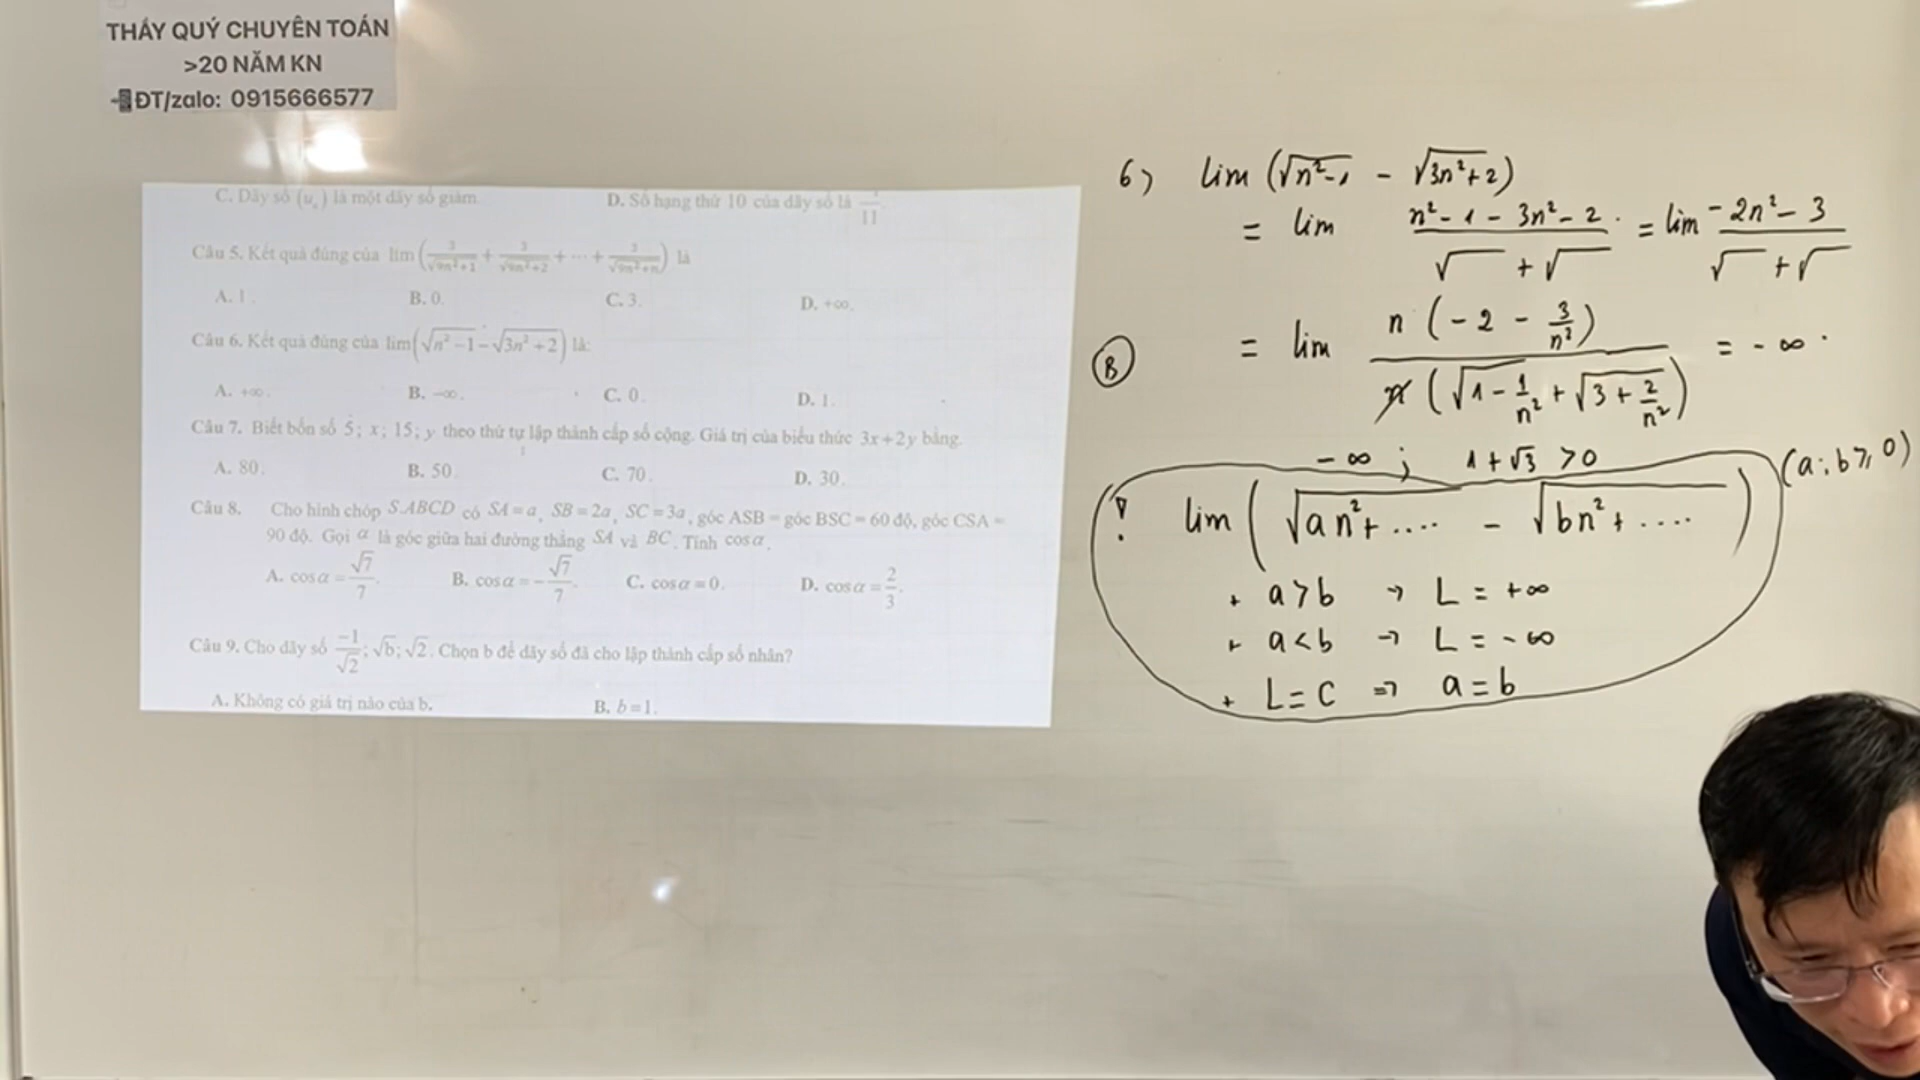 THẦY QUÝ CHUYÊN TOÁN
>20 NĂM KN
ĐT/zalo: 0915666577
C. Dãy số (uₙ) là một dãy số giảm. D. Số hạng thứ 10 của dãy số là /11.
Câu 5. Kết quả đúng của lim(3/√(9n²+1) + 3/√(9n²+2) + ⋯ + 3/√(9n²+n)) là
A. 1. B. 0. C. 3. D. +∞.
Câu 6. Kết quả đúng của lim(√(n²-1) - √(3n²+2)) là:
A. +∞. B. -∞. C. 0. D. 1.
Câu 7. Biết bốn số 5; x; 15; y theo thứ tự lập thành cấp số cộng. Giá trị của biểu thức 3x+2y bằng.
A. 80. B. 50. C. 70. D. 30.
Câu 8. Cho hình chóp S.ABCD có SA=a, SB=2a, SC=3a, góc ASB = góc BSC = 60 độ, góc CSA =
90 độ. Gọi α là góc giữa hai đường thẳng SA và BC. Tính cosα.
A. cosα = √7/7. B. cosα = -√7/7. C. cosα = 0. D. cosα = 2/3.
Câu 9. Cho dãy số -1/√2; √b; √2. Chọn b để dãy số đã cho lập thành cấp số nhân?
A. Không có giá trị nào của b. B. b=1.
6) lim (√(n²-1) - √(3n²+2))
= lim (n²-1-3n²-2)/(√ + √) = lim (-2n²-3)/(√ + √)
(B) = lim n(-2 - 3/n²)/(n(√(1-1/n²) + √(3+2/n²))) = -∞.
-∞ ; 1+√3 >0
! lim (√(an²+....) - √(bn²+....)) (a;b⩾0)
+ a>b → L = +∞
+ a<b → L = -∞
+ L=C ⇒ a=b